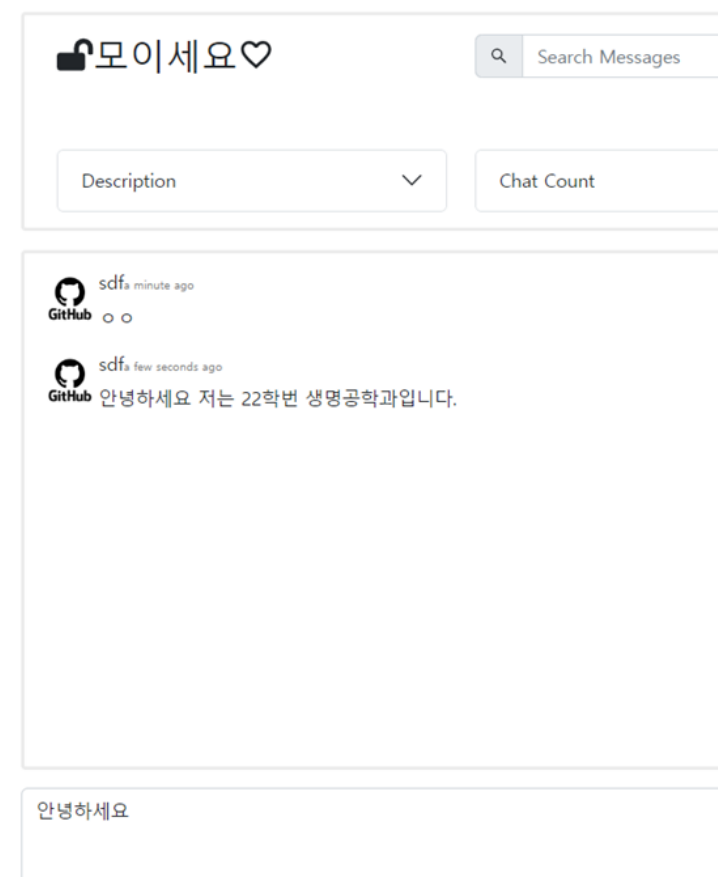 모이세요
Search Messages
Description
Chat Count
sdf a minute ago
GitHub ㅇㅇ
sdf a few seconds ago
GitHub 안녕하세요 저는 22학번 생명공학과입니다.
안녕하세요